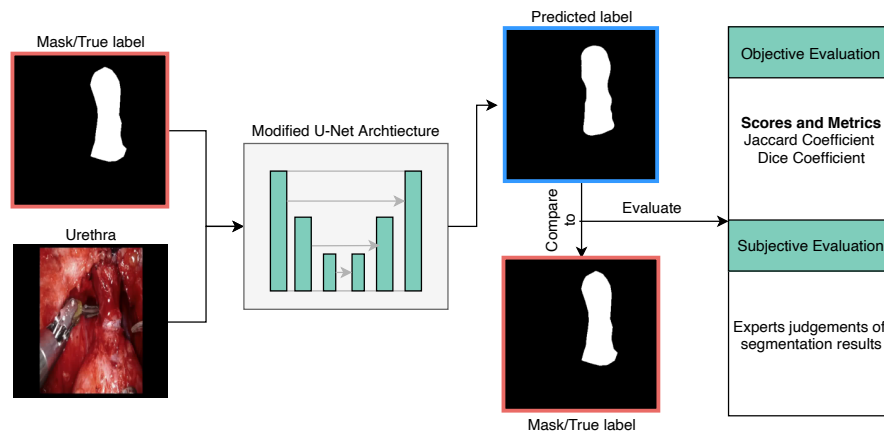 Mask/True label
Urethra
Modified U-Net Archtiecture
Predicted label
Compare
to
Evaluate
Mask/True label
Objective Evaluation
Scores and Metrics
Jaccard Coefficient
Dice Coefficient
Subjective Evaluation
Experts judgements of
segmentation results